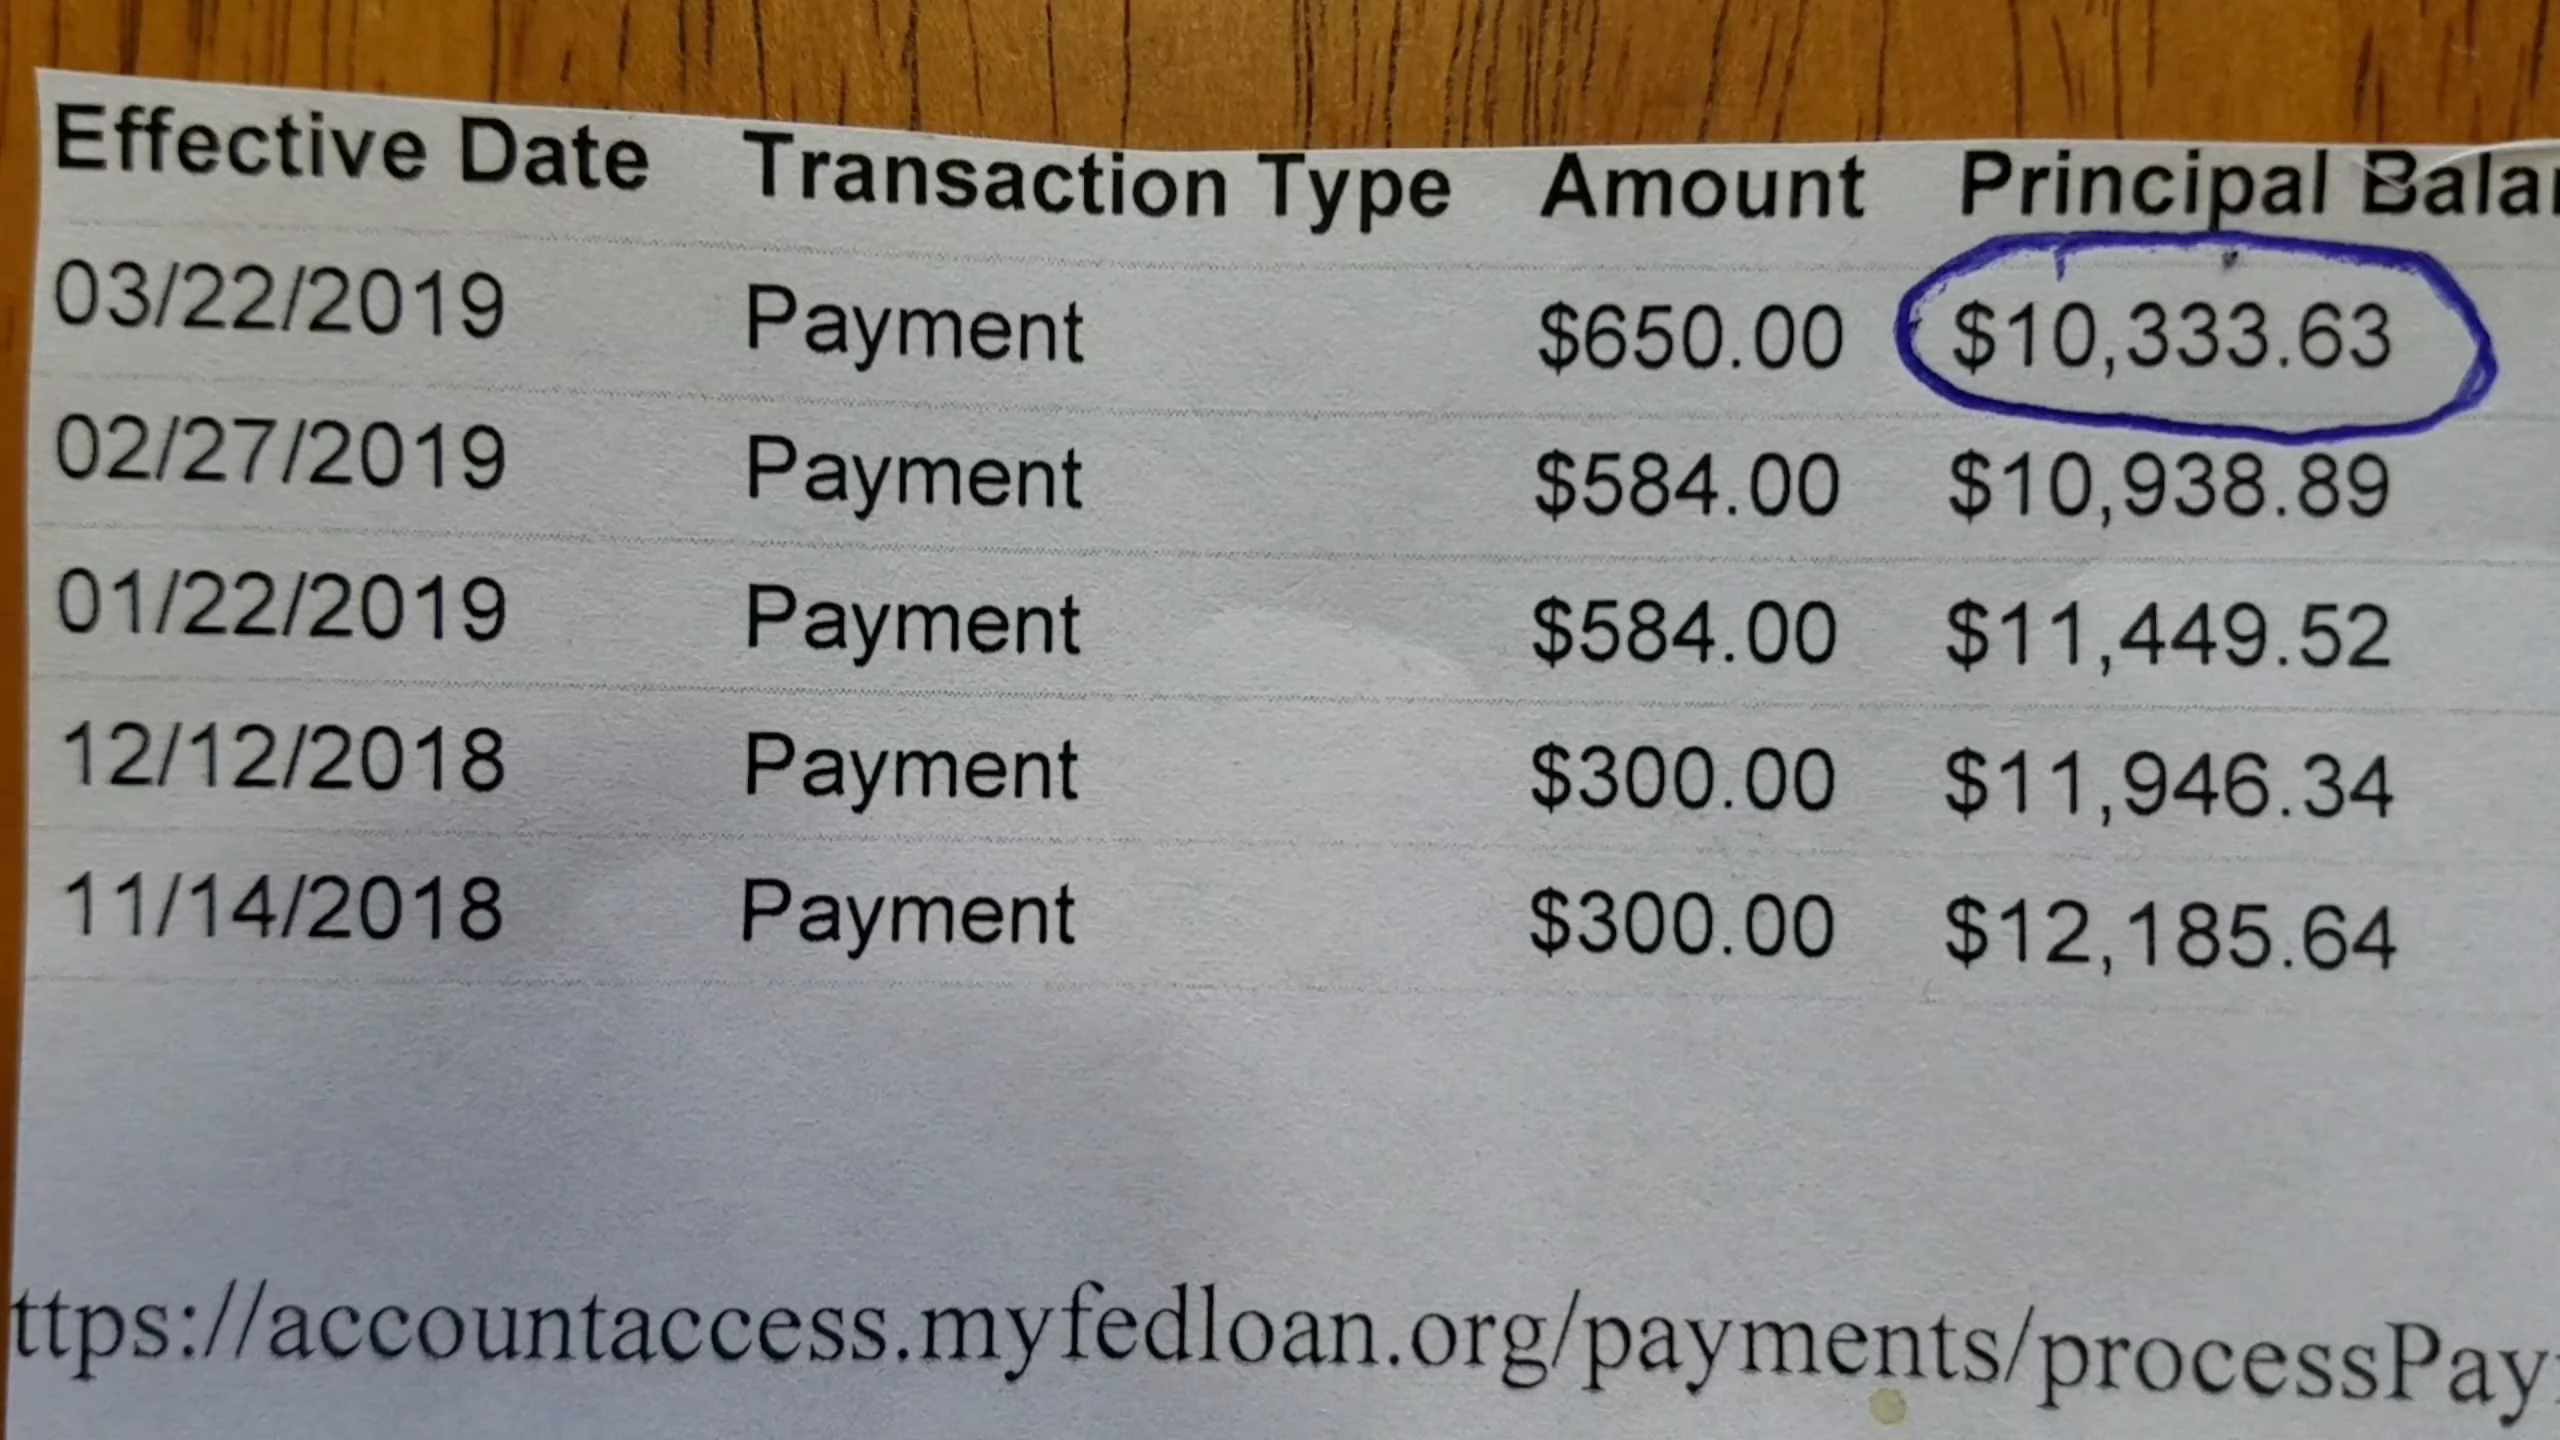 Effective Date Transaction Type Amount Principal Balan
03/22/2019 Payment $650.00 $10,333.63
02/27/2019 Payment $584.00 $10,938.89
01/22/2019 Payment $584.00 $11,449.52
12/12/2018 Payment $300.00 $11,946.34
11/14/2018 Payment $300.00 $12,185.64
ttps://accountaccess.myfedloan.org/payments/processPay